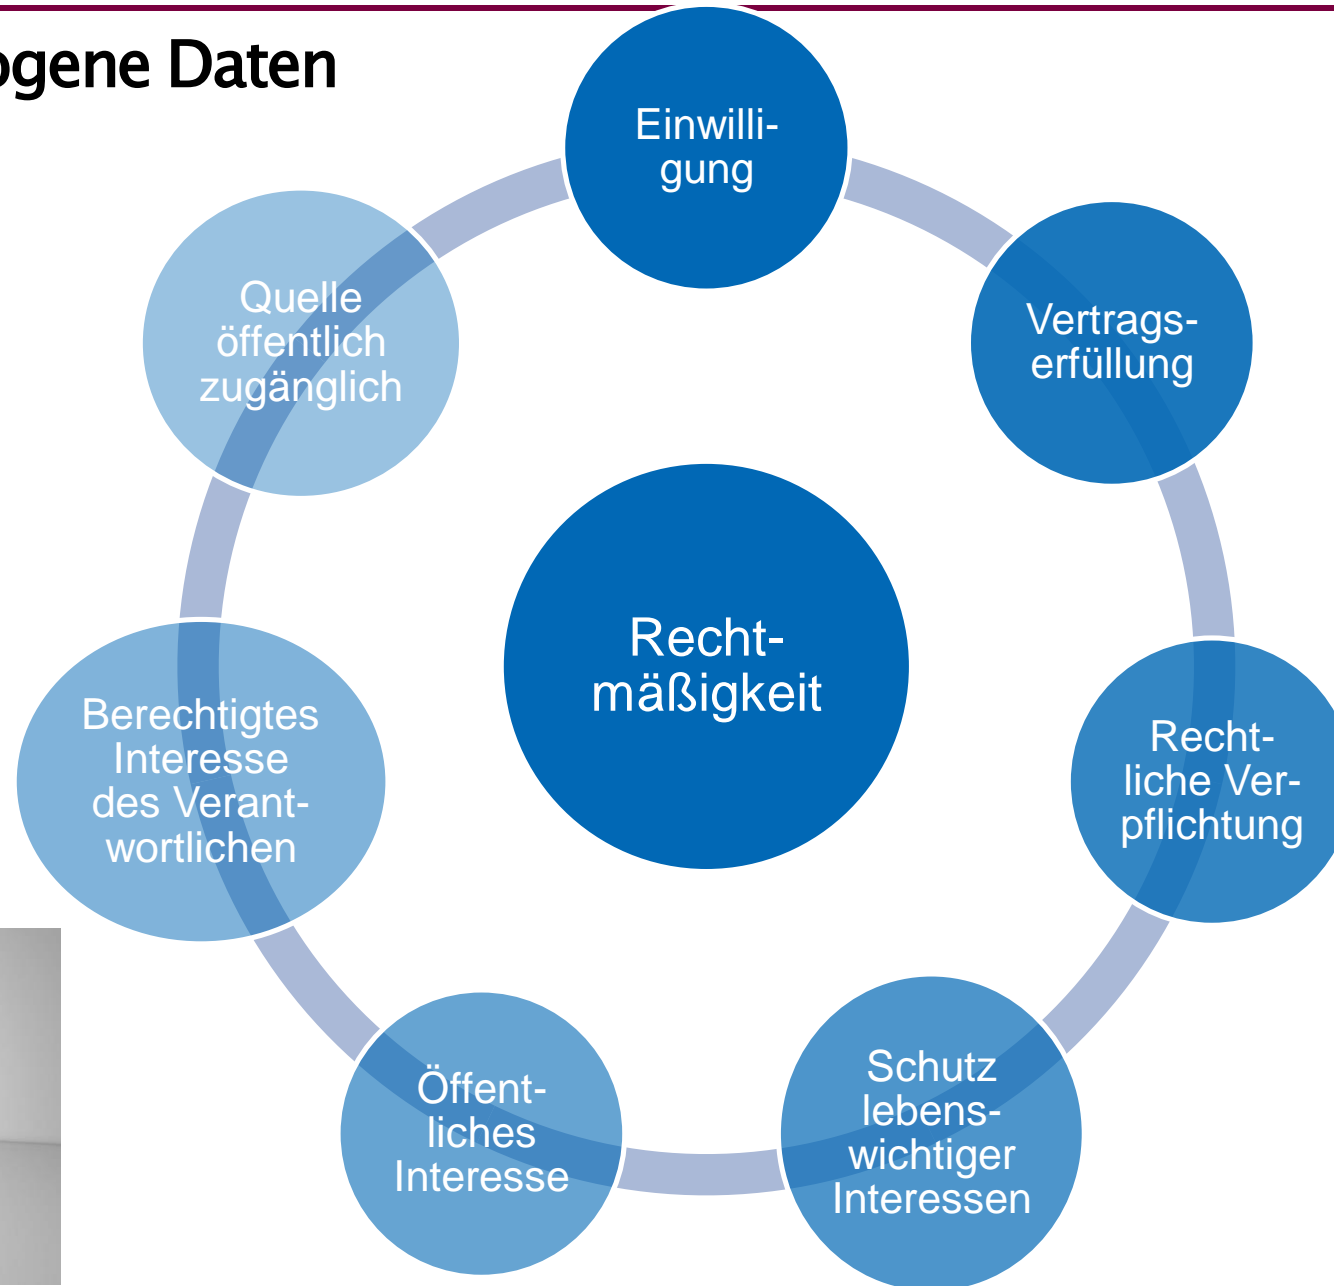 ogene Daten
Einwilli-
gung
Vertrags-
erfüllung
Recht-
liche Ver-
pflichtung
Schutz
lebens-
wichtiger
Interessen
Öffent-
liches
Interesse
Berechtigtes
Interesse
des Verant-
wortlichen
Quelle
öffentlich
zugänglich
Recht-
mäßigkeit